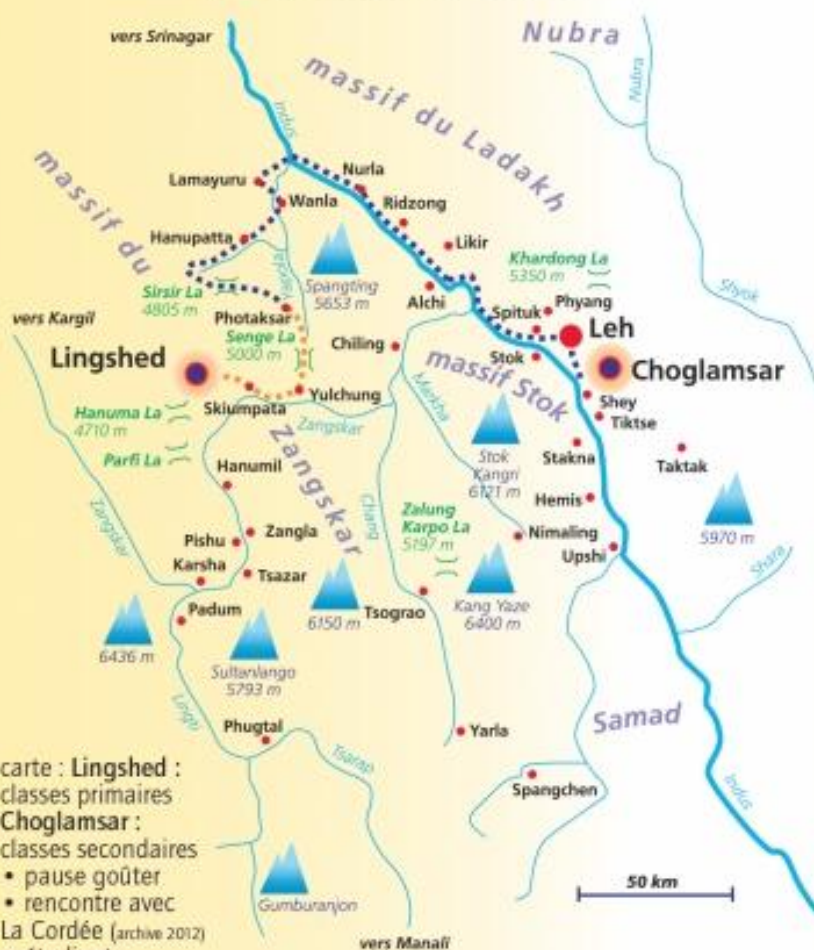 vers Srinagar
Nubra
Nubra
massif du Ladakh
Indus
massif du
Nurla
Lamayuru
Wanla
Ridzong
Hanupatta
Likir
Khardong La
5350 m
Spangting
5653 m
Sirsir La
4805 m
Alchi
Phyang
Shyok
Photaksar
Spituk
Leh
vers Kargil
Senge La
5000 m
Chiling
Stok
Lingshed
massif Stok
Choglamsar
Yulchung
Markha
Shey
Skiumpata
Hanuma La
4710 m
Zangskar
Tiktse
Parfi La
Zangskar
Stok
Kangri
6121 m
Stakna
Taktak
Hanumil
Hemis
Zangskar
Chang
Zalung
Karpo La
5197 m
5970 m
Pishu
Zangla
Nimaling
Upshi
Shara
Karsha
Tsazar
Padum
6150 m
Tsograo
Kang Yaze
6400 m
6436 m
Sultanlango
5793 m
Lingti
Samad
Phugtal
Yarla
Tsarap
Spangchen
Indus
carte : Lingshed :
classes primaires
Choglamsar :
classes secondaires
• pause goûter
• rencontre avec
La Cordée (archive 2012)
50 km
Gumburanjon
vers Manali